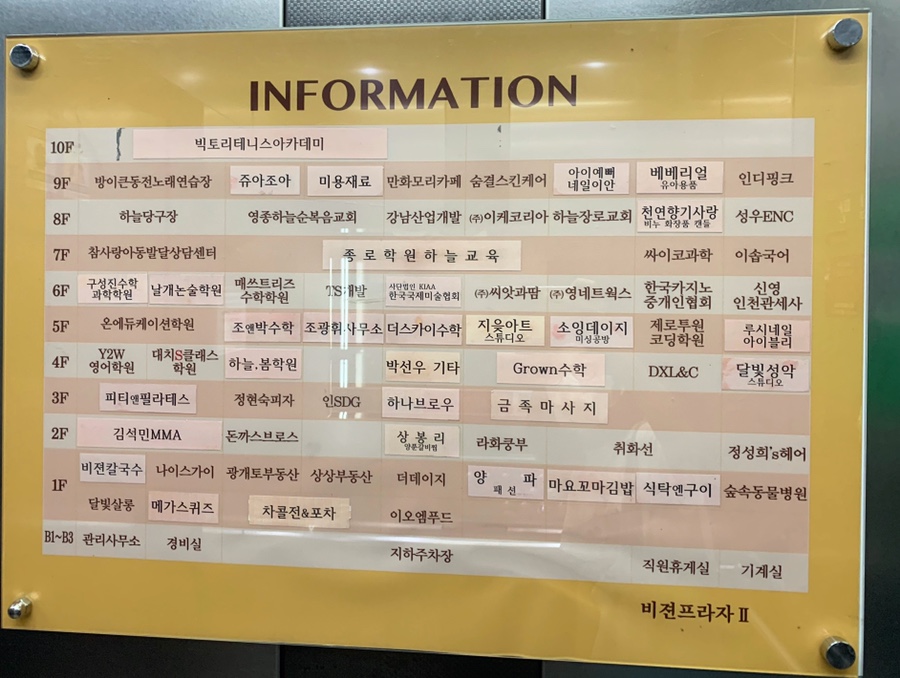 INFORMATION
10F 빅토리테니스아카데미
9F 방이큰동전노래연습장 쥬아조아 미용재료 만화모리카페 숨결스킨케어 아이예뻐 네일이안 베베리얼 유아용품 인디핑크
8F 하늘당구장 영종하늘순복음교회 강남산업개발 (주)이케코리아 하늘장로교회 천연향기사랑 비누 화장품 캔들 성우ENC
7F 참사랑아동발달상담센터 종로학원하늘교육 싸이코과학 이솝국어
6F 구성진수학 과학학원 날개논술학원 매쓰트리즈 수학학원 TS개발 사단법인 KIAA 한국국제미술협회 (주)씨앗과땀 (주)영네트웍스 한국카지노 중개인협회 신영 인천관세사
5F 온에듀케이션학원 조앤박수학 조광휘사무소 더스카이수학 지읒아트 스튜디오 소잉데이지 미싱공방 제로투원 코딩학원 루시네일 아이블리
4F Y2W 영어학원 대치S클래스 학원 하늘.봄학원 박선우 기타 Grown수학 DXL&C 달빛성악 스튜디오
3F 피티앤필라테스 정현숙피자 인SDG 하나브로우 금족마사지
2F 김석민MMA 돈까스브로스 상봉리 라화쿵부 취화선 정성희's헤어
1F 비젼칼국수 나이스가이 광개토부동산 상상부동산 더데이지 양파 패션 마요꼬마김밥 식탁엔구이 숲속동물병원
달빛살롱 메가스퀴즈 차콜전&포차 이오엠푸드
B1~B3 관리사무소 경비실 지하주차장 직원휴게실 기계실
비젼프라자 II